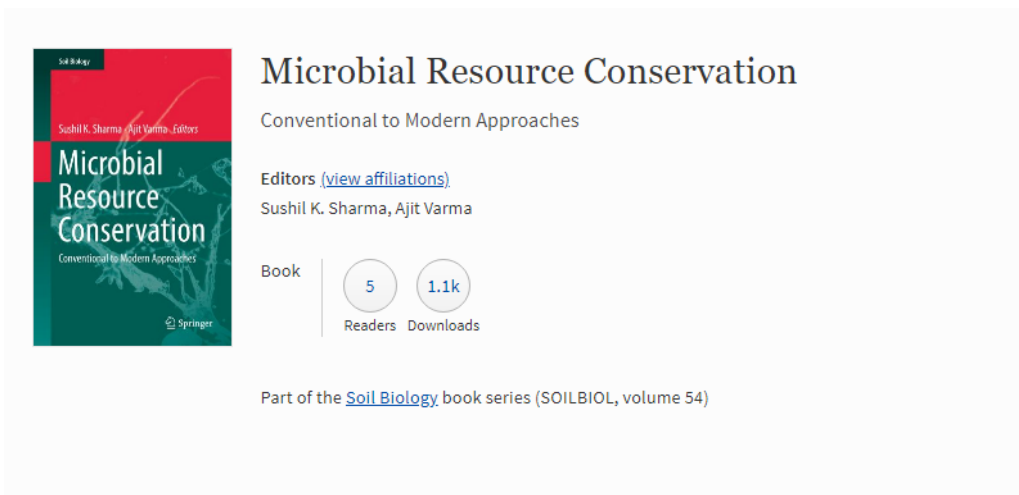 Soil Biology
Sushil K. Sharma · Ajit Varma Editors
Microbial
Resource
Conservation
Conventional to Modern Approaches
Springer
Microbial Resource Conservation
Conventional to Modern Approaches
Editors (view affiliations)
Sushil K. Sharma, Ajit Varma
Book
5
1.1k
Readers
Downloads
Part of the Soil Biology book series (SOILBIOL, volume 54)